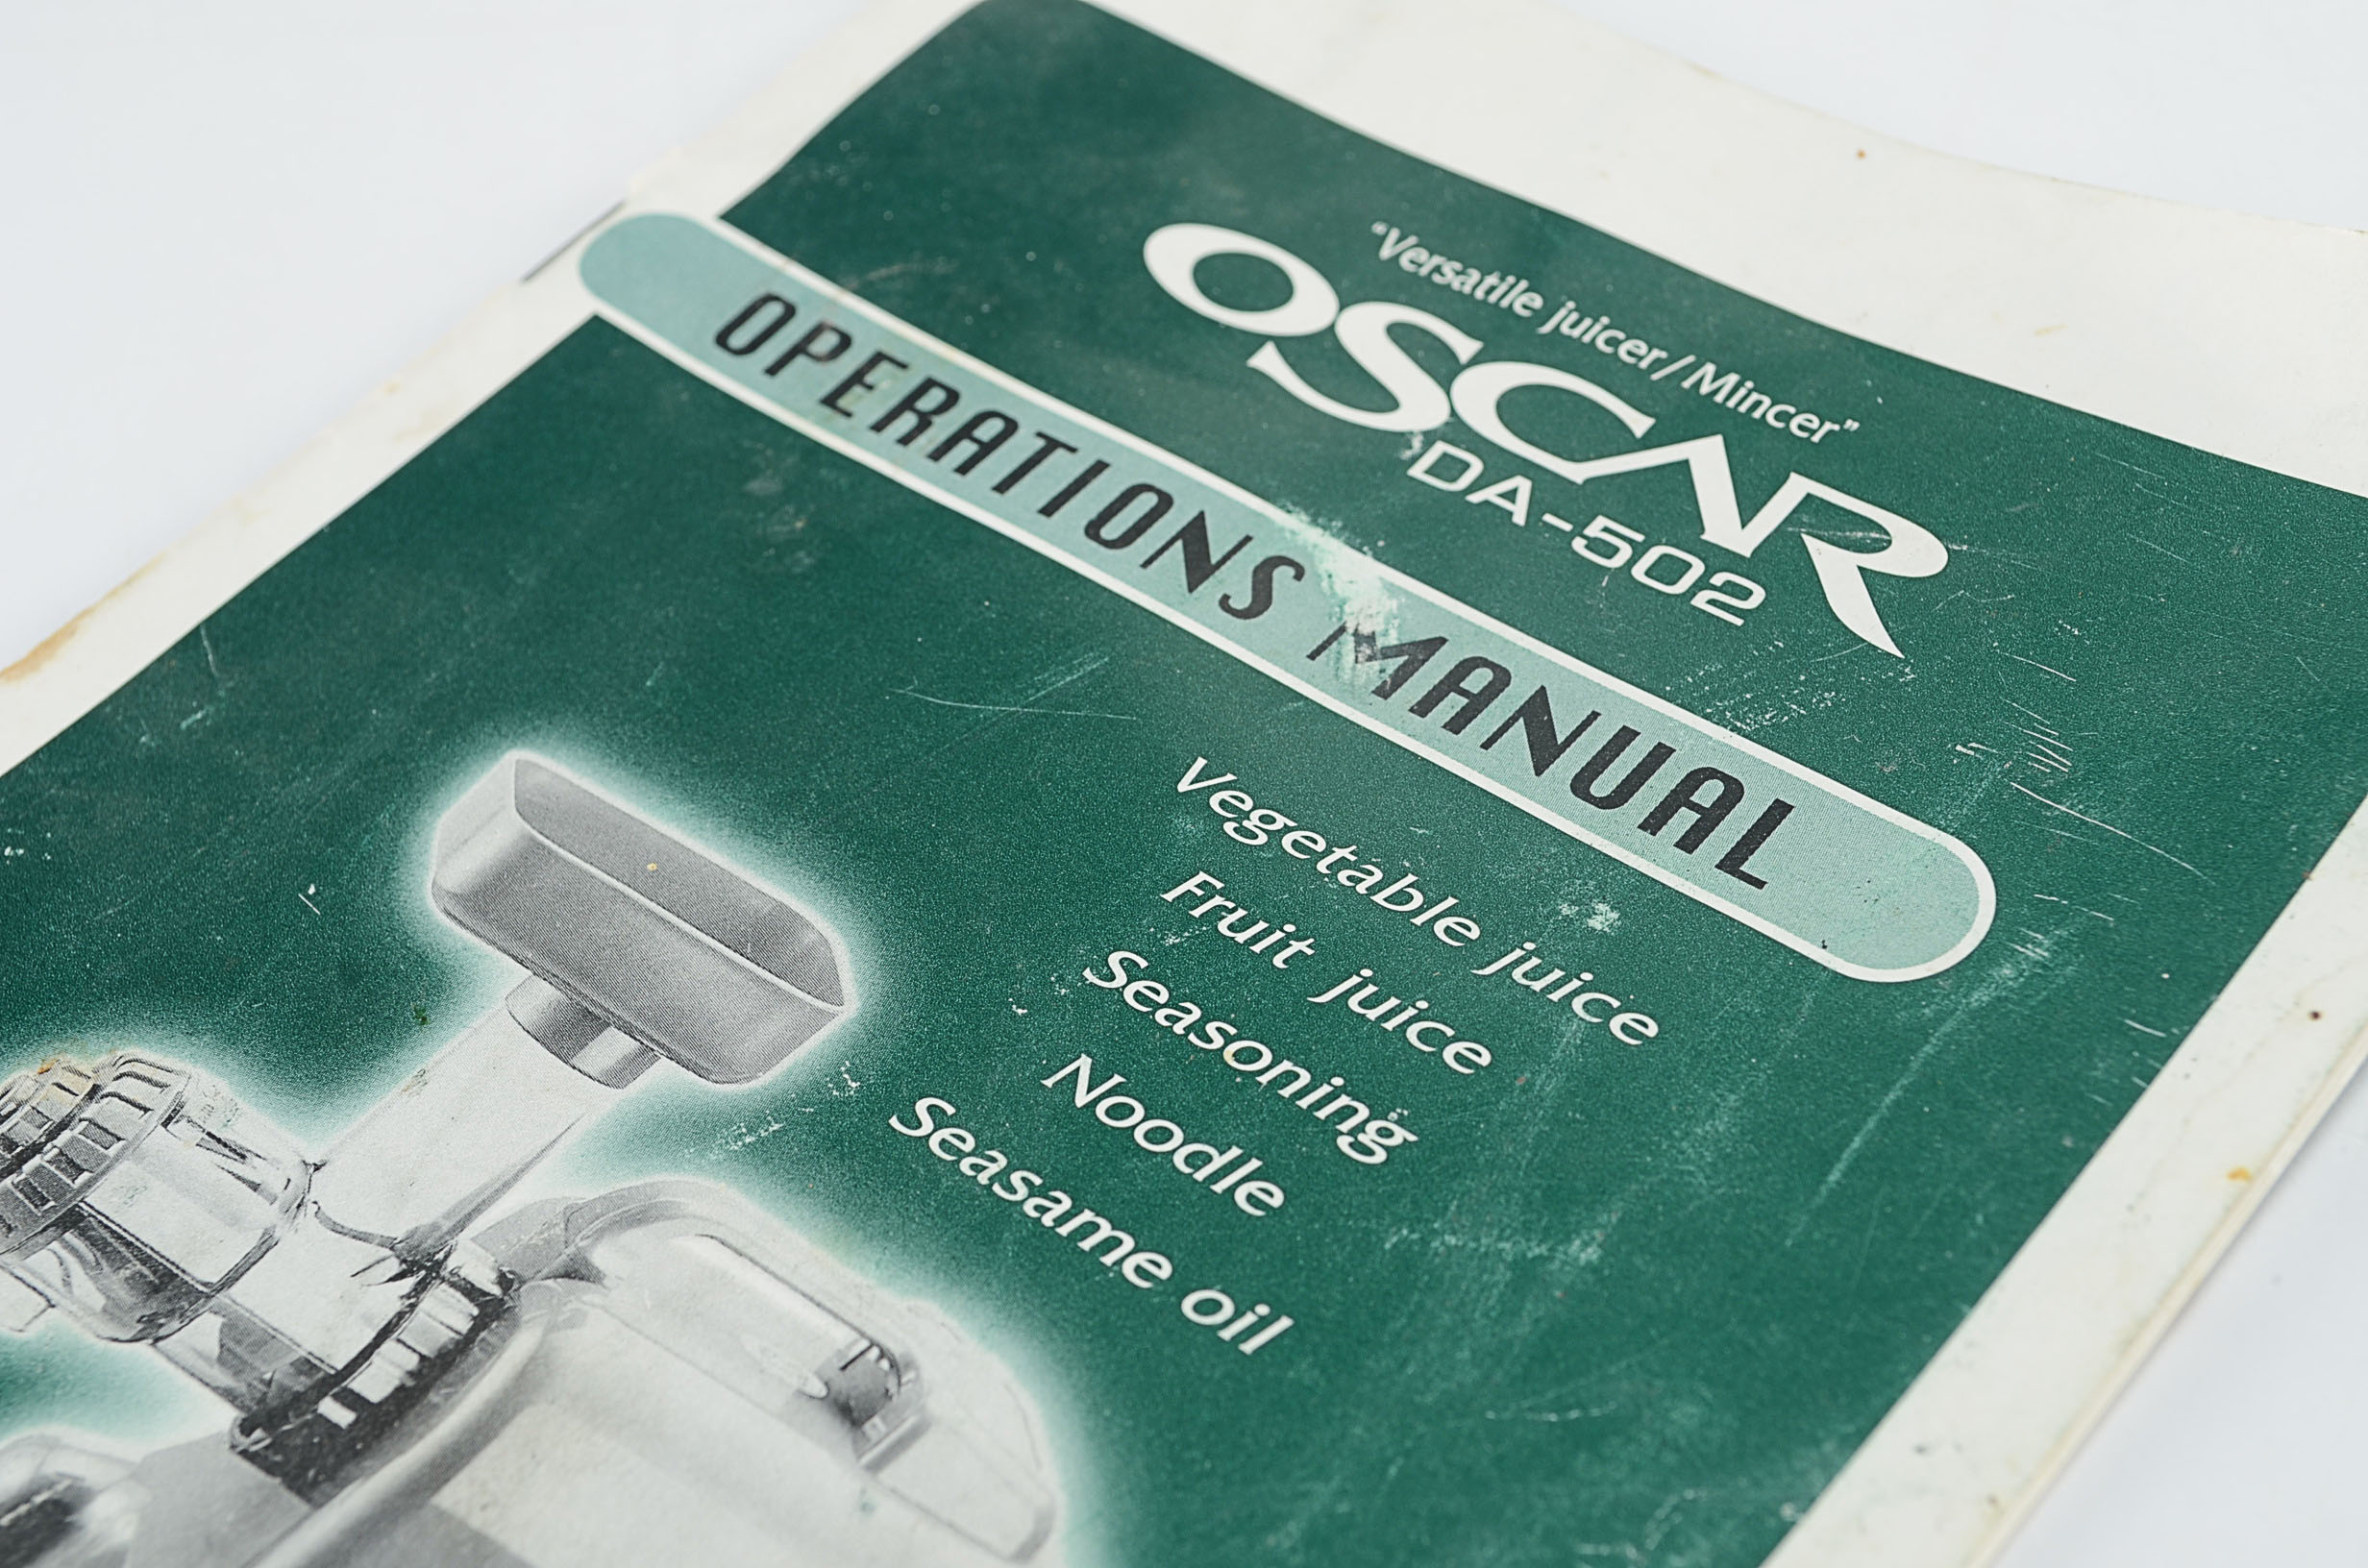 "Versatile juicer/Mincer"
OSCAR
DA-502
OPERATIONS MANUAL
Vegetable juice
Fruit juice
Seasoning
Noodle
Seasame oil